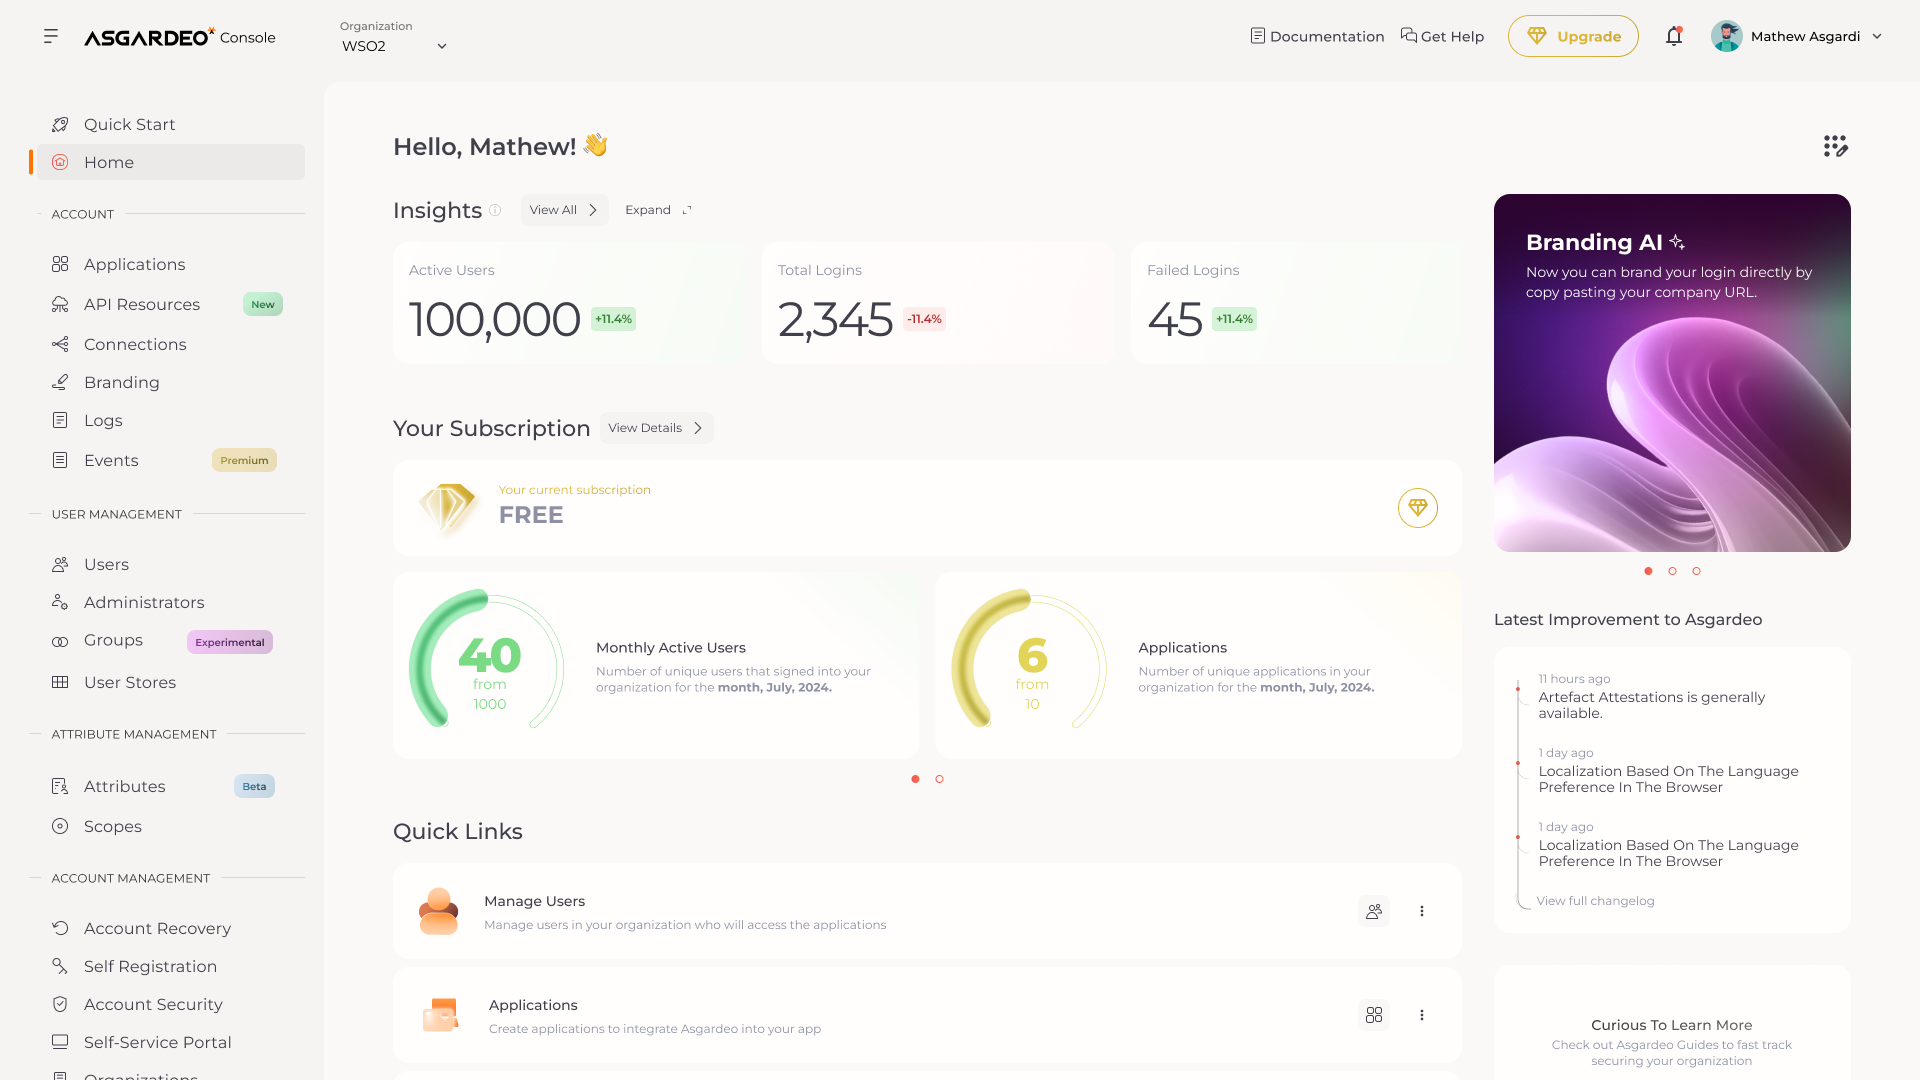 ASGARDEO Console
Organization
WSO2
Documentation
Get Help
Upgrade
Mathew Asgardi
Quick Start
Home
ACCOUNT
Applications
API Resources
New
Connections
Branding
Logs
Events
Premium
USER MANAGEMENT
Users
Administrators
Groups
Experimental
User Stores
ATTRIBUTE MANAGEMENT
Attributes
Beta
Scopes
ACCOUNT MANAGEMENT
Account Recovery
Self Registration
Account Security
Self-Service Portal
Organizations
Hello, Mathew! 👋
Insights
View All
Expand
Active Users
100,000
+11.4%
Total Logins
2,345
-11.4%
Failed Logins
45
+11.4%
Your Subscription
View Details
Your current subscription
FREE
40
from
1000
Monthly Active Users
Number of unique users that signed into your
organization for the month, July, 2024.
6
from
10
Applications
Number of unique applications in your
organization for the month, July, 2024.
Quick Links
Manage Users
Manage users in your organization who will access the applications
Applications
Create applications to integrate Asgardeo into your app
Branding AI
Now you can brand your login directly by
copy pasting your company URL.
Latest Improvement to Asgardeo
11 hours ago
Artefact Attestations is generally
available.
1 day ago
Localization Based On The Language
Preference In The Browser
1 day ago
Localization Based On The Language
Preference In The Browser
View full changelog
Curious To Learn More
Check out Asgardeo Guides to fast track
securing your organization